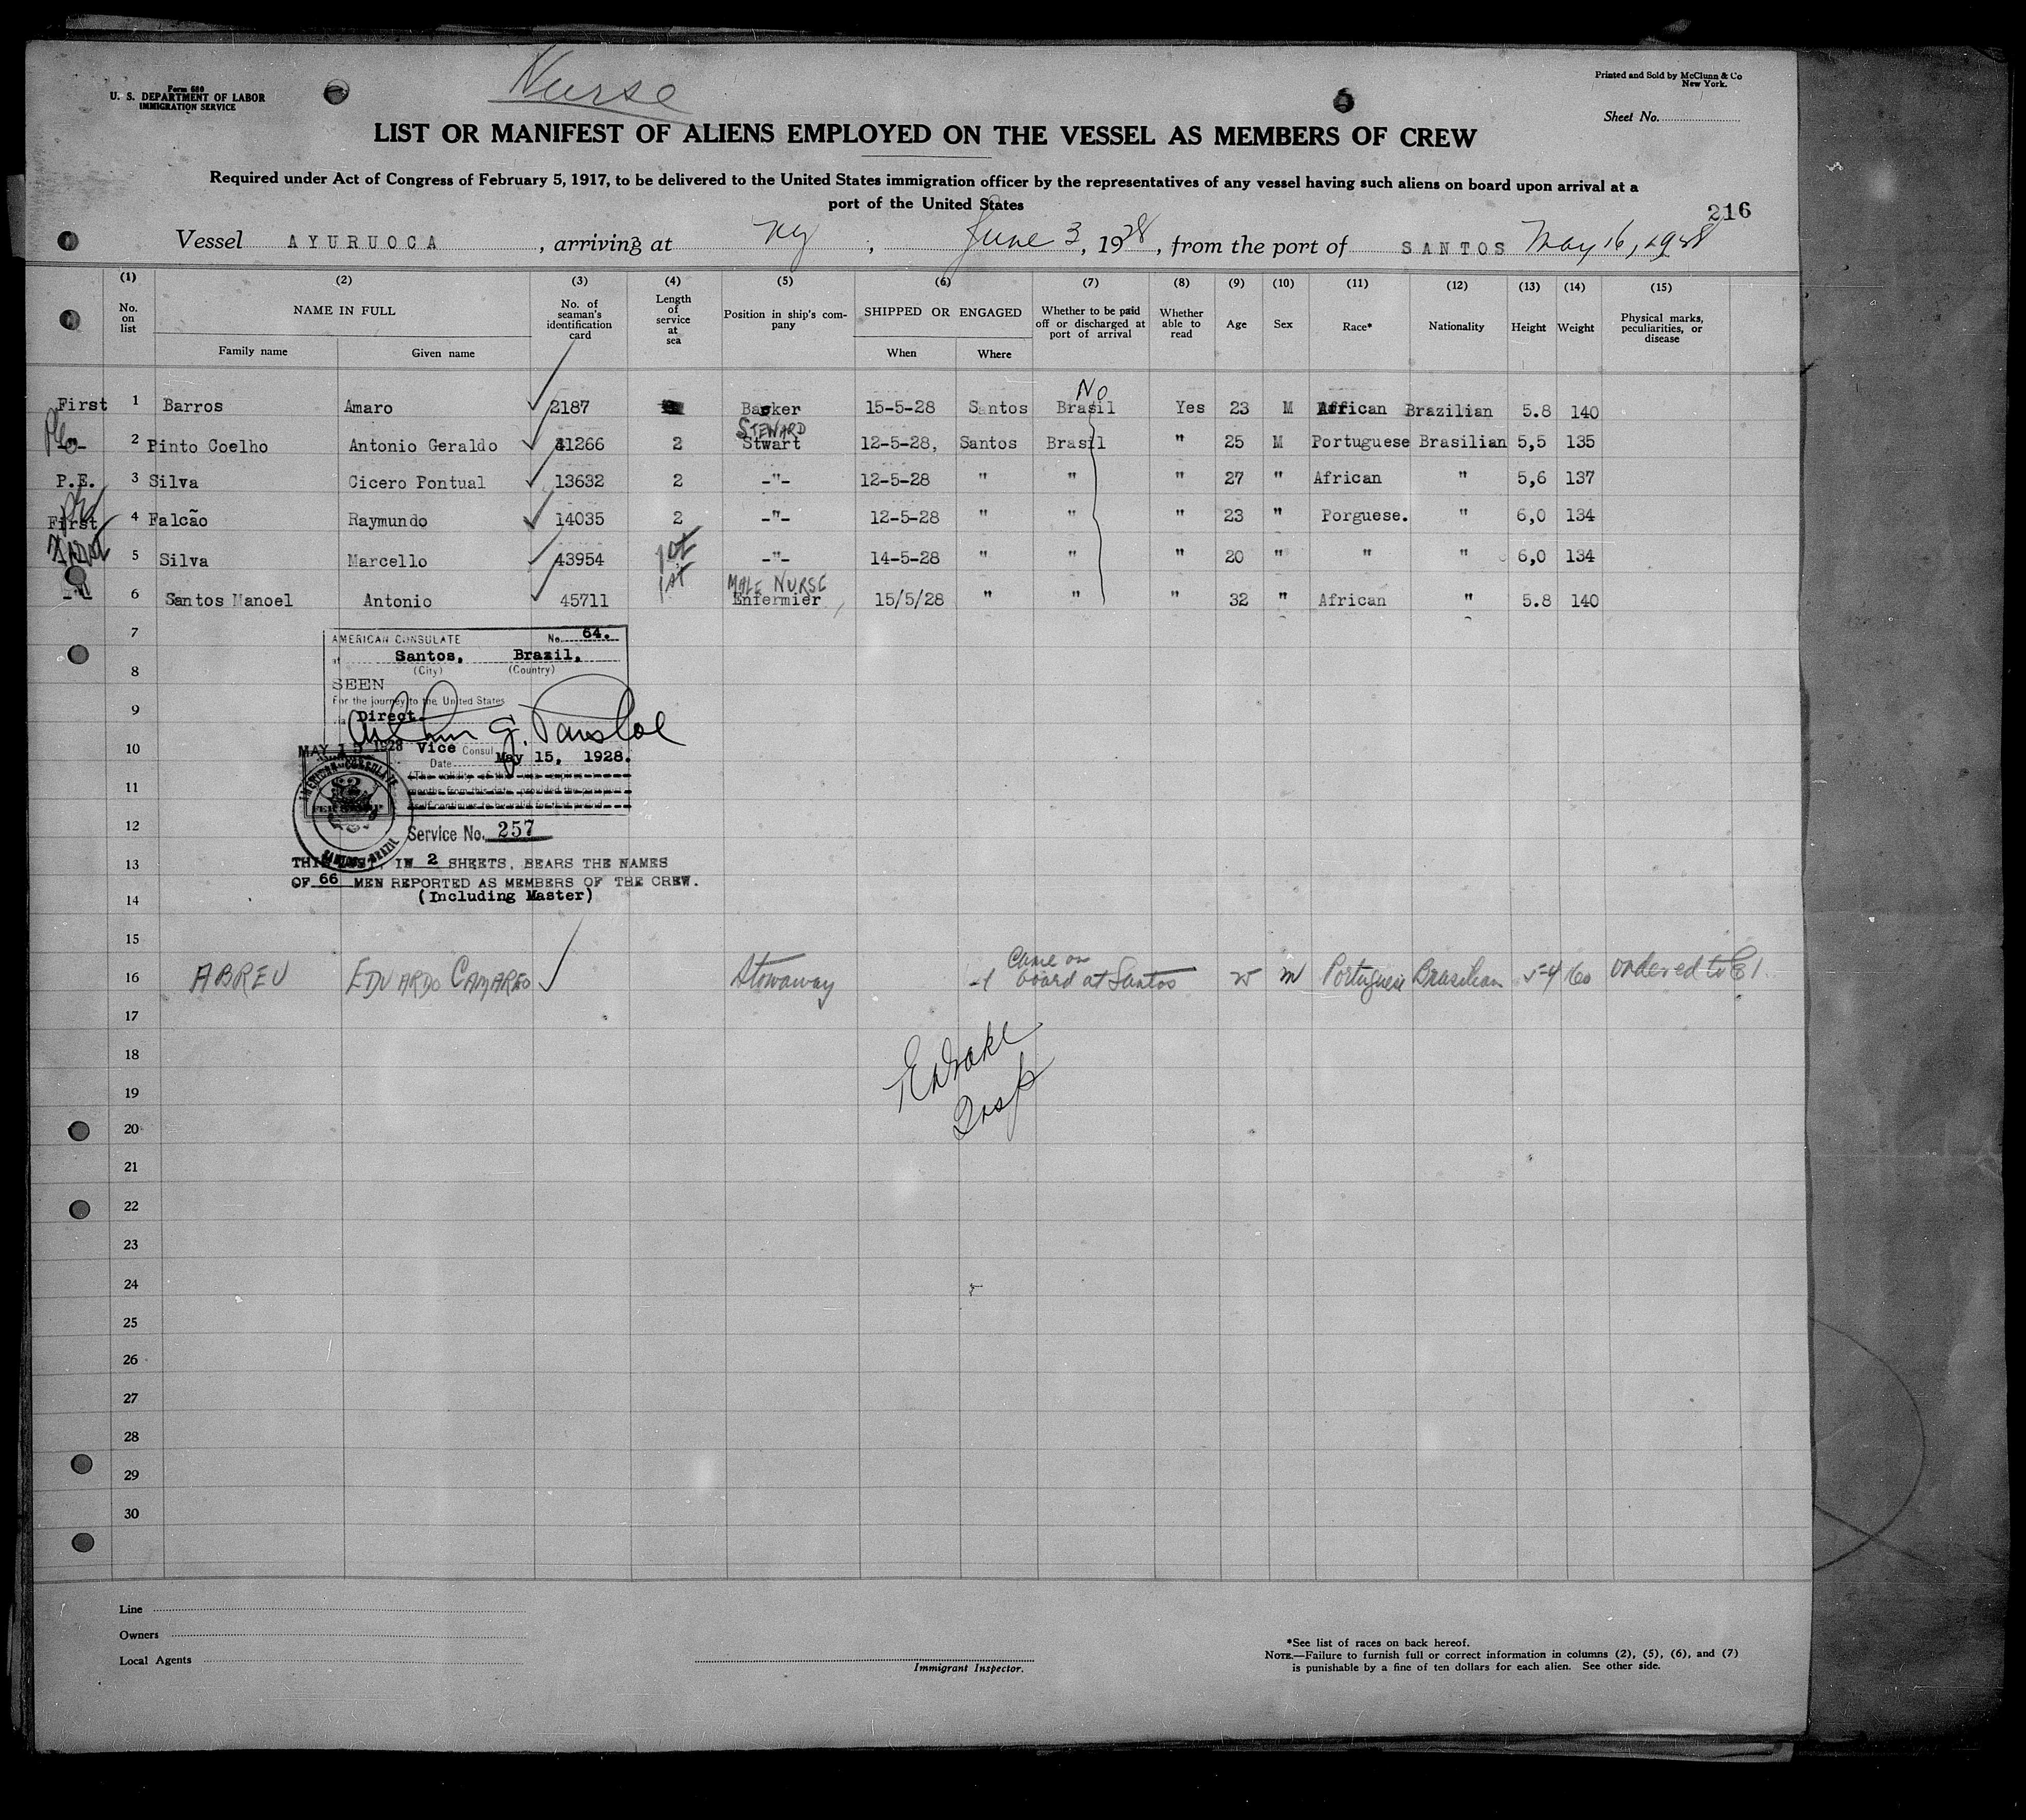 Nurse
Form 680
U. S. DEPARTMENT OF LABOR
IMMIGRATION SERVICE
Printed and Sold by McClunn & Co
New York.
Sheet No.
LIST OR MANIFEST OF ALIENS EMPLOYED ON THE VESSEL AS MEMBERS OF CREW
Required under Act of Congress of February 5, 1917, to be delivered to the United States immigration officer by the representatives of any vessel having such aliens on board upon arrival at a
port of the United States
216
Vessel AYURUOCA, arriving at NY, June 3, 1928, from the port of SANTOS May 16, 1928
(1) (2) (3) (4) (5) (6) (7) (8) (9) (10) (11) (12) (13) (14) (15)
No. on list
NAME IN FULL
Family name Given name
No. of seaman's identification card
Length of service at sea
Position in ship's company
SHIPPED OR ENGAGED
When Where
Whether to be paid off or discharged at port of arrival
Whether able to read
Age
Sex
Race*
Nationality
Height
Weight
Physical marks, peculiarities, or disease
No
First 1 Barros Amaro 2187 Barker 15-5-28 Santos Brasil Yes 23 M African Brazilian 5.8 140
STEWARD
2 Pinto Coelho Antonio Geraldo 41266 2 Stwart 12-5-28, Santos Brasil " 25 M Portuguese Brasilian 5,5 135
P.E. 3 Silva Cicero Pontual 13632 2 -"- 12-5-28 " " " 27 " African " 5,6 137
First 4 Falcão Raymundo 14035 2 -"- 12-5-28 " " " 23 " Porguese. " 6,0 134
5 Silva Marcello 43954 1st -"- 14-5-28 " " " 20 " " " 6,0 134
MALE NURSE
6 Santos Manoel Antonio 45711 1st Enfermier 15/5/28 " " " 32 " African " 5.8 140
7
AMERICAN CONSULATE No. 64.
at Santos, Brazil,
(City) (Country)
8
SEEN
For the journey to the United States
9
via Direct
10
MAY 15 1928 Vice Consul
Date May 15, 1928.
11
AMERICAN CONSULATE
SANTOS, BRAZIL
12
Service No. 257
13
THIS LIST, IN 2 SHEETS, BEARS THE NAMES
OF 66 MEN REPORTED AS MEMBERS OF THE CREW.
(Including Master)
14
15
16 ABREU EDUARDO CAMARGO Stowaway Came on board at Santos 25 M Portuguese Brasilian 5-4 160 ordered to EI
17
18
19
EDrake
Insp
20
21
22
23
24
25
26
27
28
29
30
Line
Owners
Local Agents
Immigrant Inspector.
*See list of races on back hereof.
NOTE.—Failure to furnish full or correct information in columns (2), (5), (6), and (7)
is punishable by a fine of ten dollars for each alien. See other side.